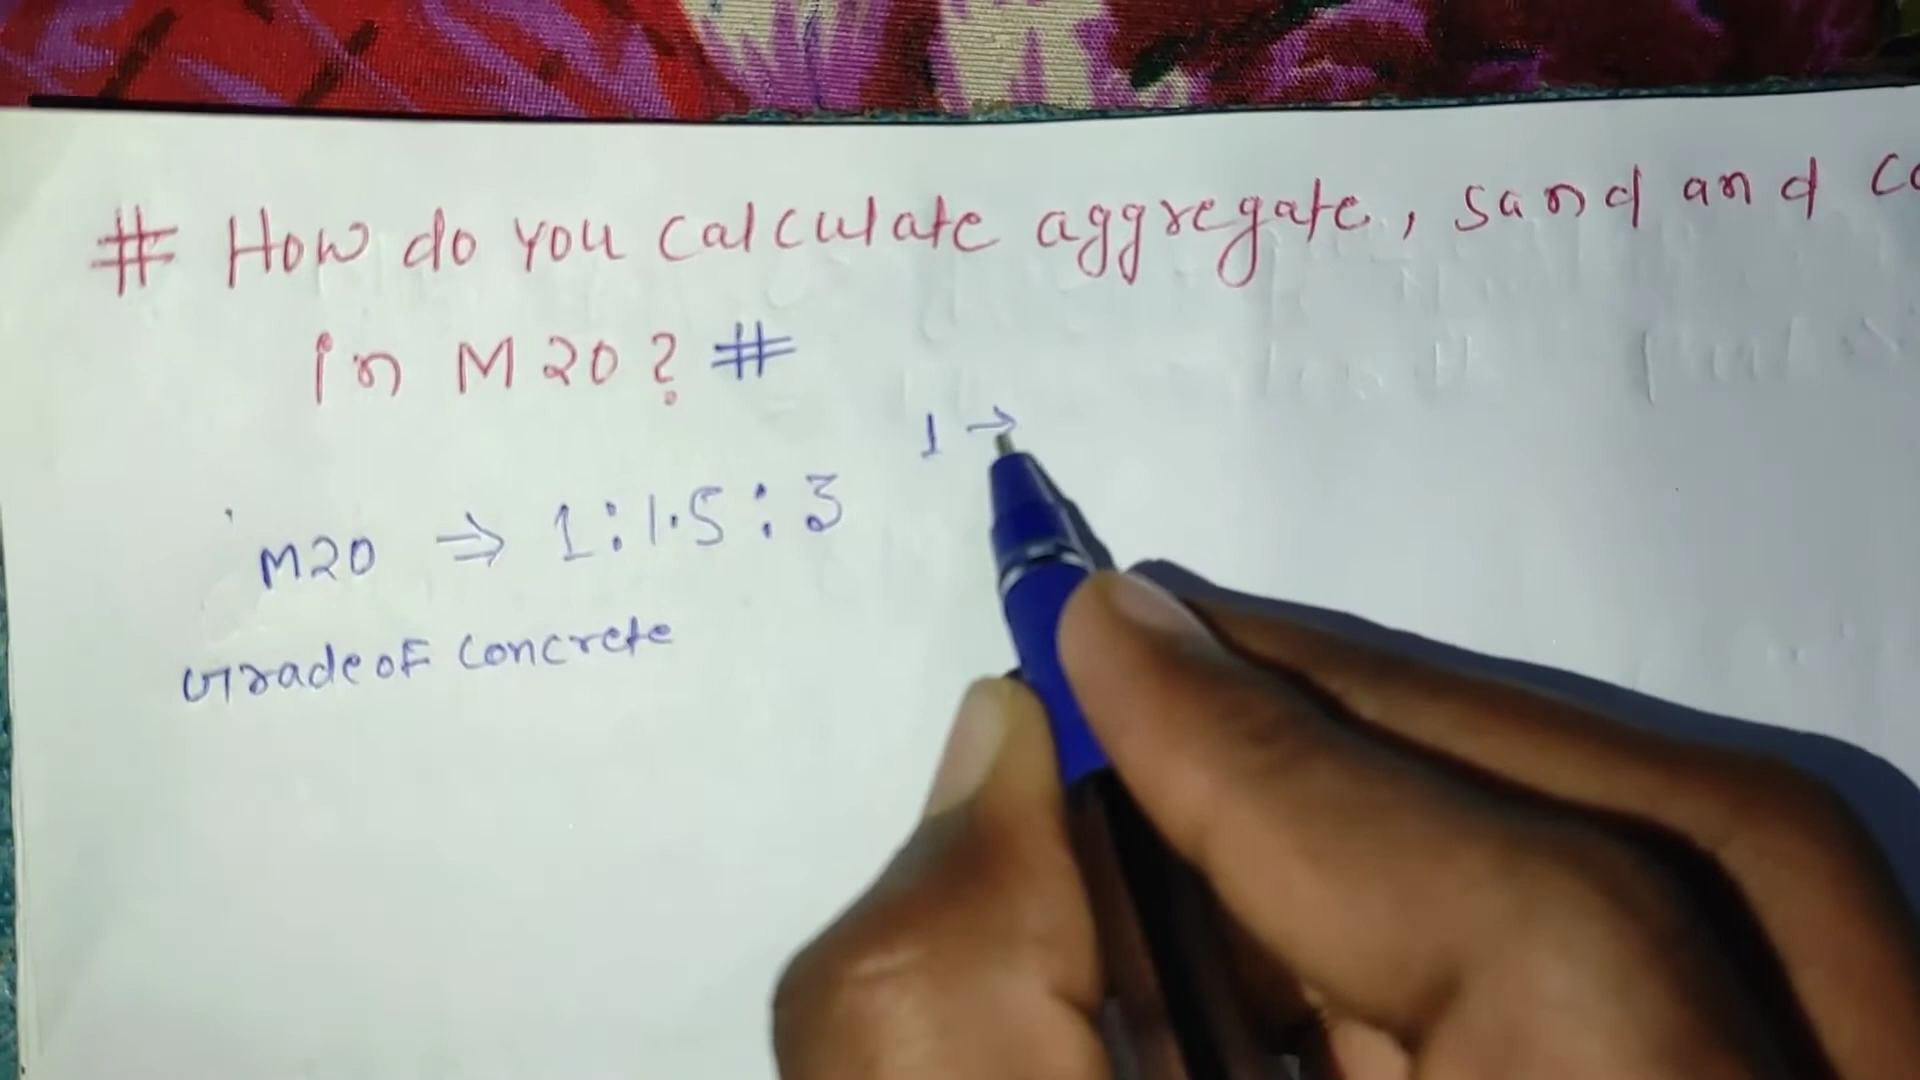 # How do you calculate aggregate, sand and
in M20? #
1 →
M20 ⇒ 1:1.5:3
Grade of concrete